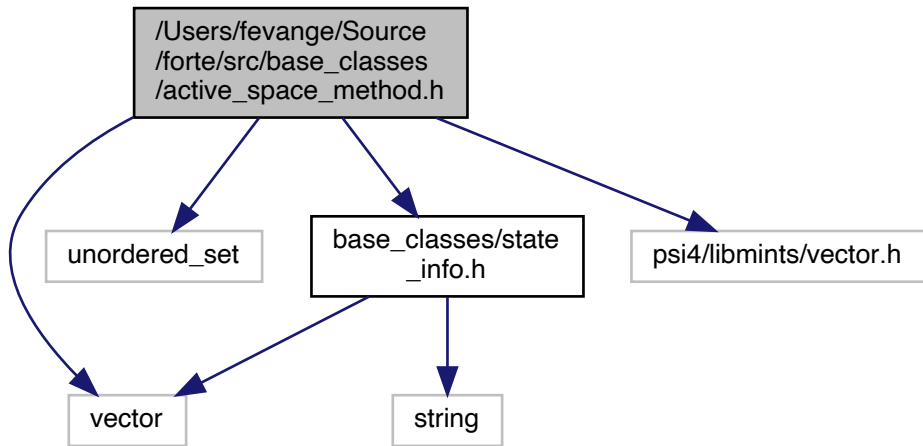 /Users/fevange/Source
/forte/src/base_classes
/active_space_method.h
unordered_set
base_classes/state
_info.h
psi4/libmints/vector.h
vector
string